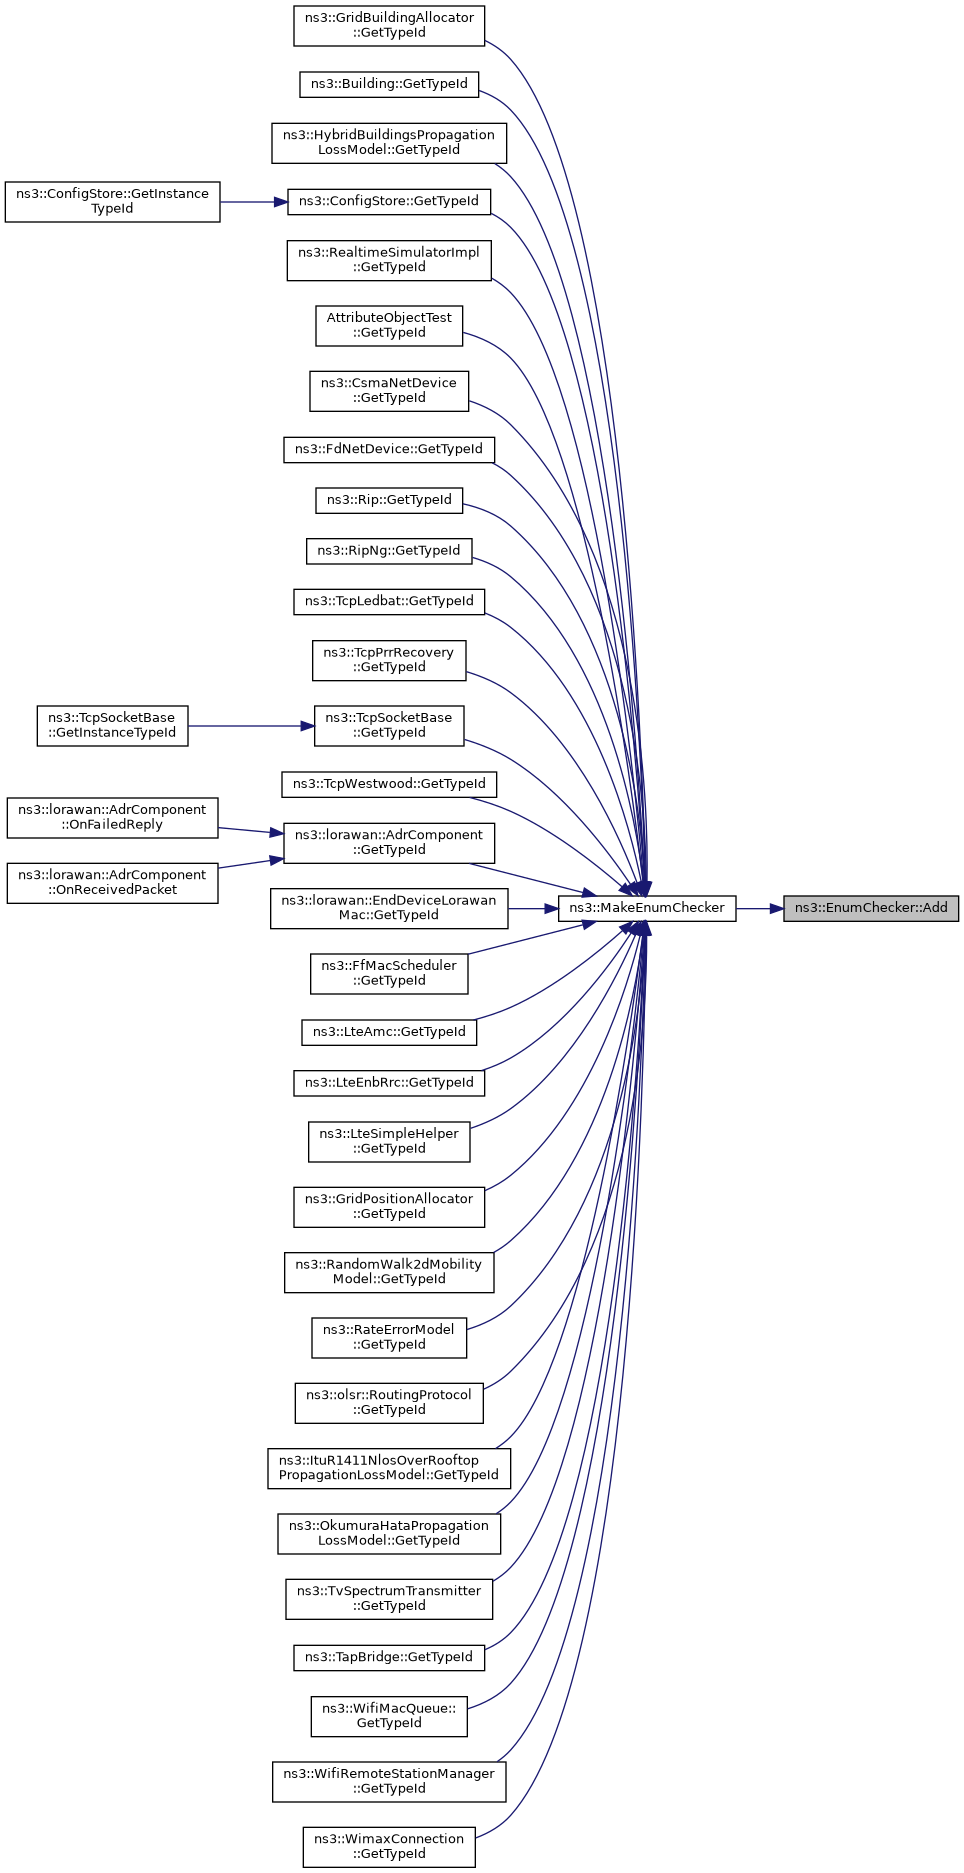 ns3::GridBuildingAllocator
::GetTypeId
ns3::Building::GetTypeId
ns3::HybridBuildingsPropagation
LossModel::GetTypeId
ns3::ConfigStore::GetInstance
TypeId
ns3::ConfigStore::GetTypeId
ns3::RealtimeSimulatorImpl
::GetTypeId
AttributeObjectTest
::GetTypeId
ns3::CsmaNetDevice
::GetTypeId
ns3::FdNetDevice::GetTypeId
ns3::Rip::GetTypeId
ns3::RipNg::GetTypeId
ns3::TcpLedbat::GetTypeId
ns3::TcpPrrRecovery
::GetTypeId
ns3::TcpSocketBase
::GetInstanceTypeId
ns3::TcpSocketBase
::GetTypeId
ns3::TcpWestwood::GetTypeId
ns3::lorawan::AdrComponent
::OnFailedReply
ns3::lorawan::AdrComponent
::GetTypeId
ns3::lorawan::AdrComponent
::OnReceivedPacket
ns3::lorawan::EndDeviceLorawan
Mac::GetTypeId
ns3::MakeEnumChecker
ns3::EnumChecker::Add
ns3::FfMacScheduler
::GetTypeId
ns3::LteAmc::GetTypeId
ns3::LteEnbRrc::GetTypeId
ns3::LteSimpleHelper
::GetTypeId
ns3::GridPositionAllocator
::GetTypeId
ns3::RandomWalk2dMobility
Model::GetTypeId
ns3::RateErrorModel
::GetTypeId
ns3::olsr::RoutingProtocol
::GetTypeId
ns3::ItuR1411NlosOverRooftop
PropagationLossModel::GetTypeId
ns3::OkumuraHataPropagation
LossModel::GetTypeId
ns3::TvSpectrumTransmitter
::GetTypeId
ns3::TapBridge::GetTypeId
ns3::WifiMacQueue::
GetTypeId
ns3::WifiRemoteStationManager
::GetTypeId
ns3::WimaxConnection
::GetTypeId